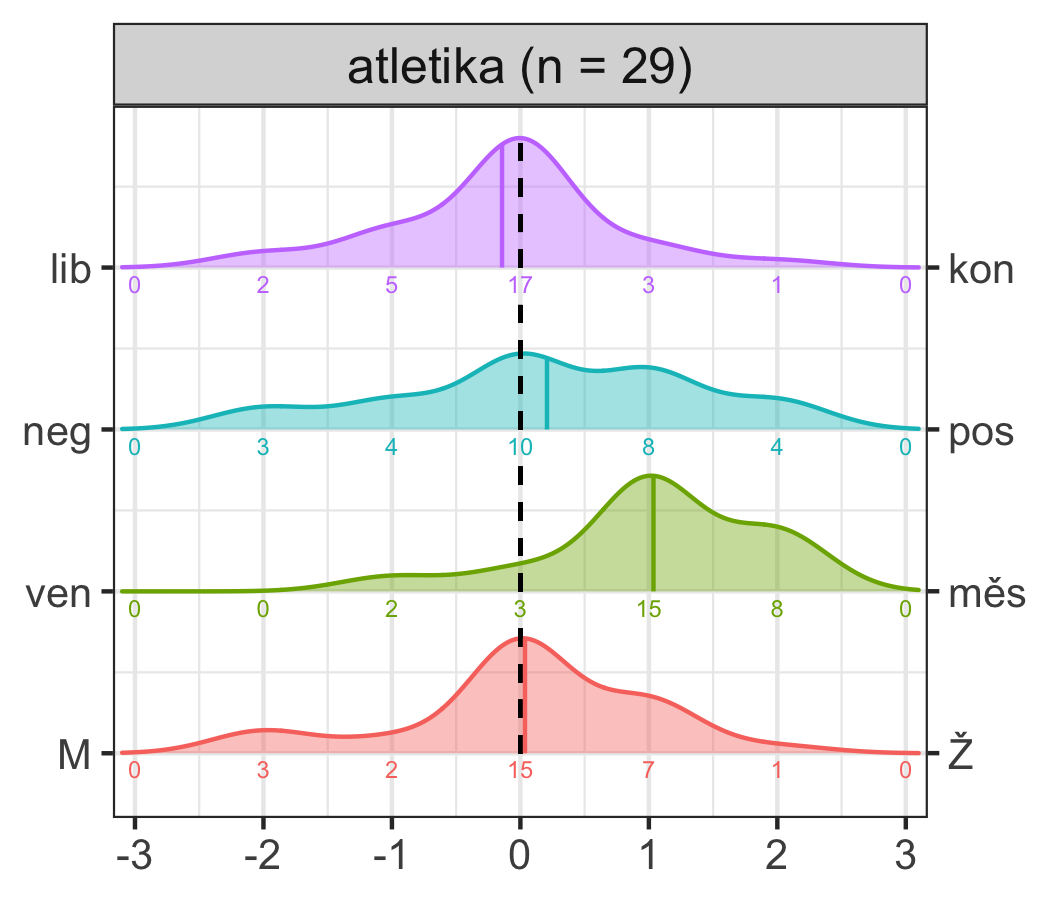 atletika (n = 29)
lib kon
0 2 5 17 3 1 0
neg pos
0 3 4 10 8 4 0
ven měs
0 0 2 3 15 8 0
M Ž
0 3 2 15 7 1 0
-3 -2 -1 0 1 2 3